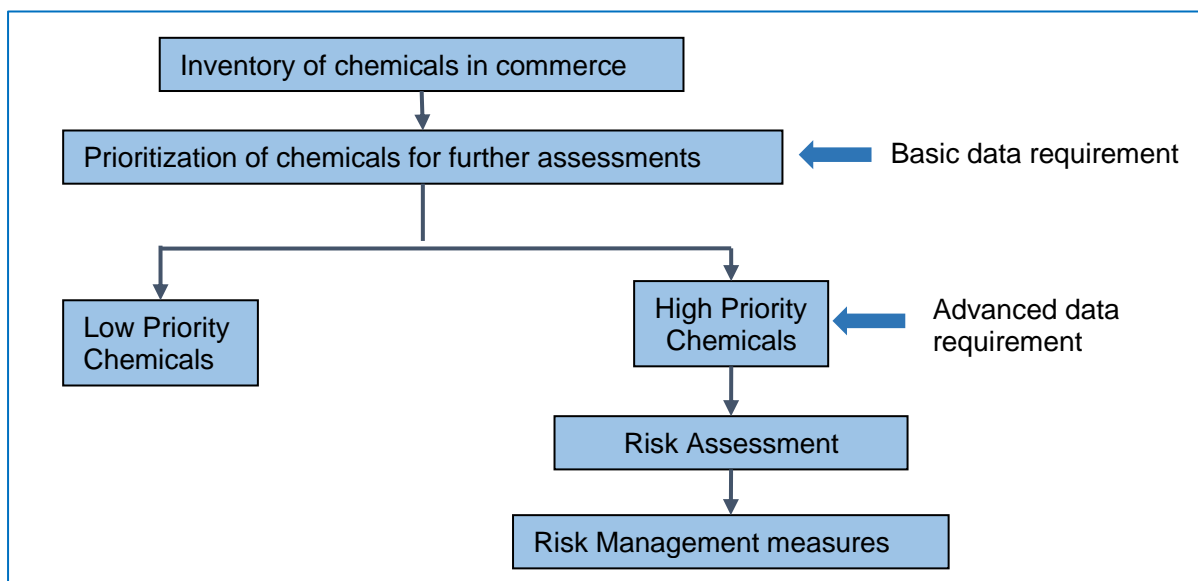 Inventory of chemicals in commerce
Prioritization of chemicals for further assessments
Basic data requirement
Low Priority
Chemicals
High Priority
Chemicals
Advanced data
requirement
Risk Assessment
Risk Management measures